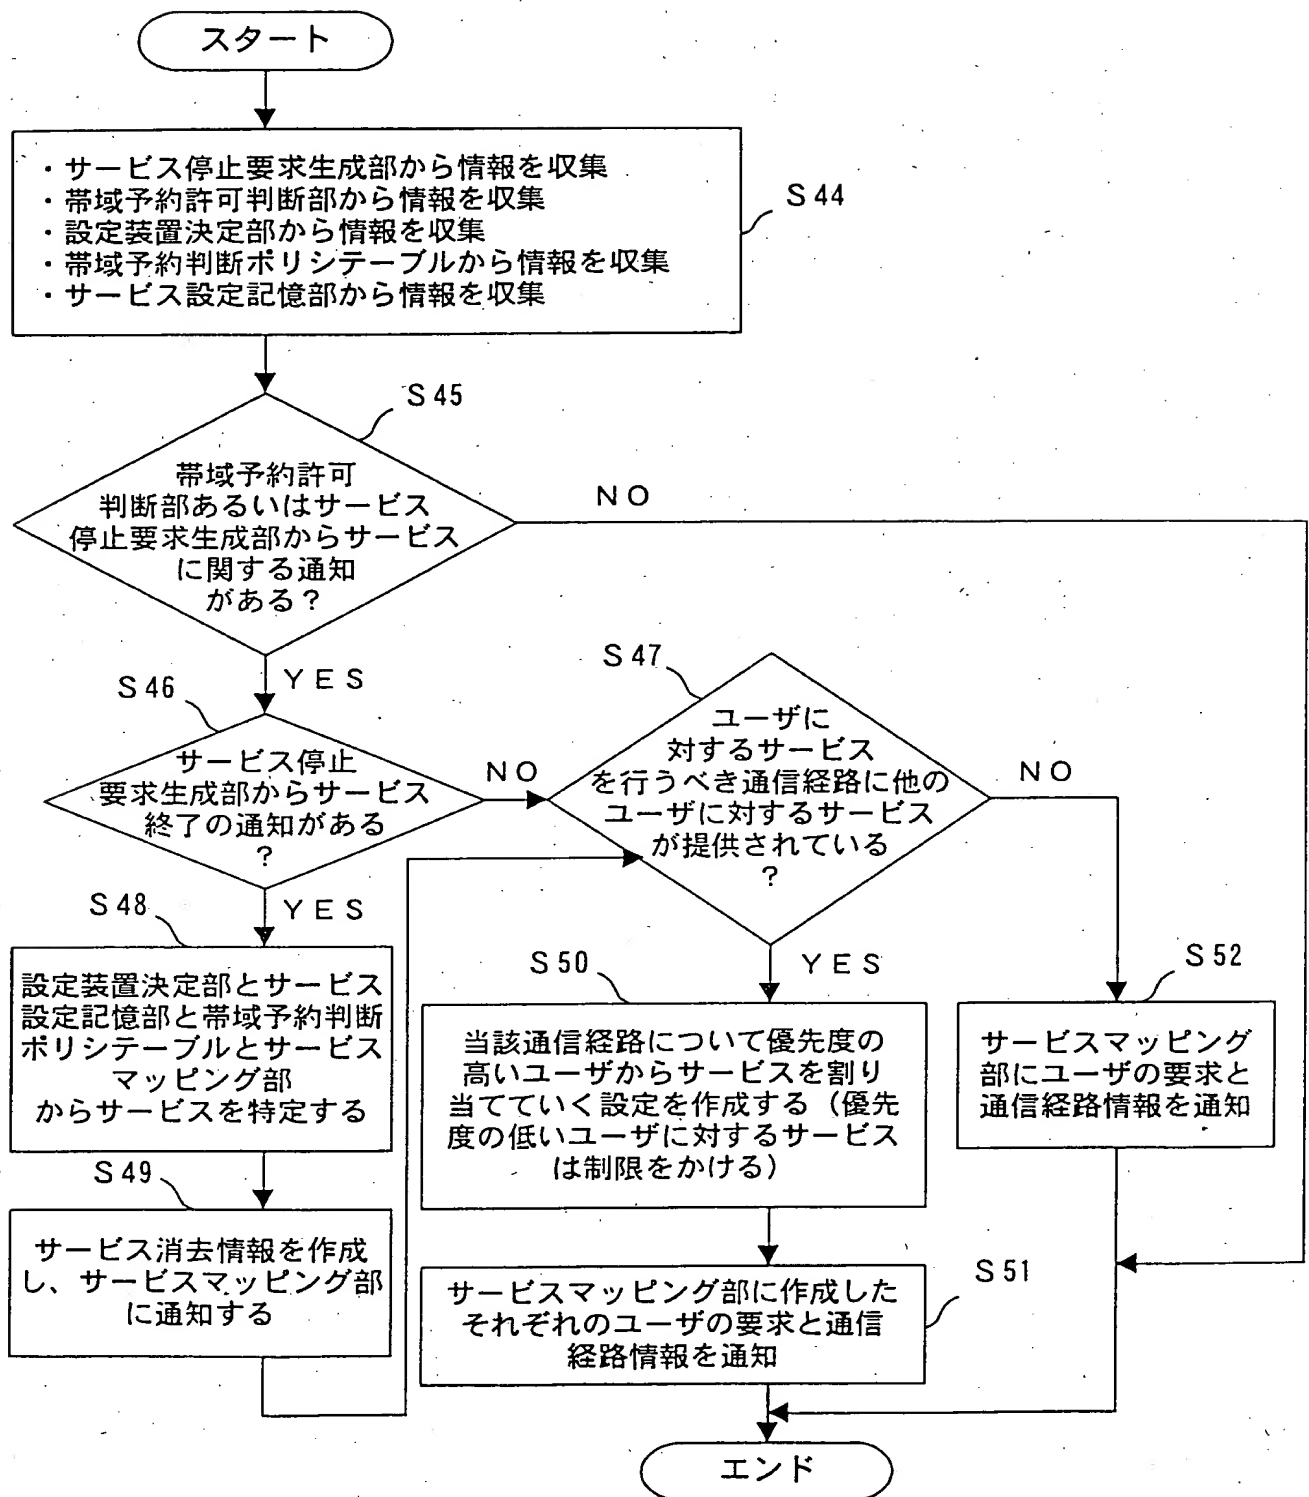 スタート
・サービス停止要求生成部から情報を収集
・帯域予約許可判断部から情報を収集
・設定装置決定部から情報を収集
・帯域予約判断ポリシテーブルから情報を収集
・サービス設定記憶部から情報を収集
S44
S45
帯域予約許可
判断部あるいはサービス
停止要求生成部からサービス
に関する通知
がある？
NO
YES
S46
サービス停止
要求生成部からサービス
終了の通知がある
？
NO
YES
S47
ユーザに
対するサービス
を行うべき通信経路に他の
ユーザに対するサービス
が提供されている
？
NO
YES
S48
設定装置決定部とサービス
設定記憶部と帯域予約判断
ポリシテーブルとサービス
マッピング部
からサービスを特定する
S49
サービス消去情報を作成
し、サービスマッピング部
に通知する
S50
当該通信経路について優先度の
高いユーザからサービスを割り
当てていく設定を作成する（優先
度の低いユーザに対するサービス
は制限をかける）
S51
サービスマッピング部に作成した
それぞれのユーザの要求と通信
経路情報を通知
S52
サービスマッピング
部にユーザの要求と
通信経路情報を通知
エンド